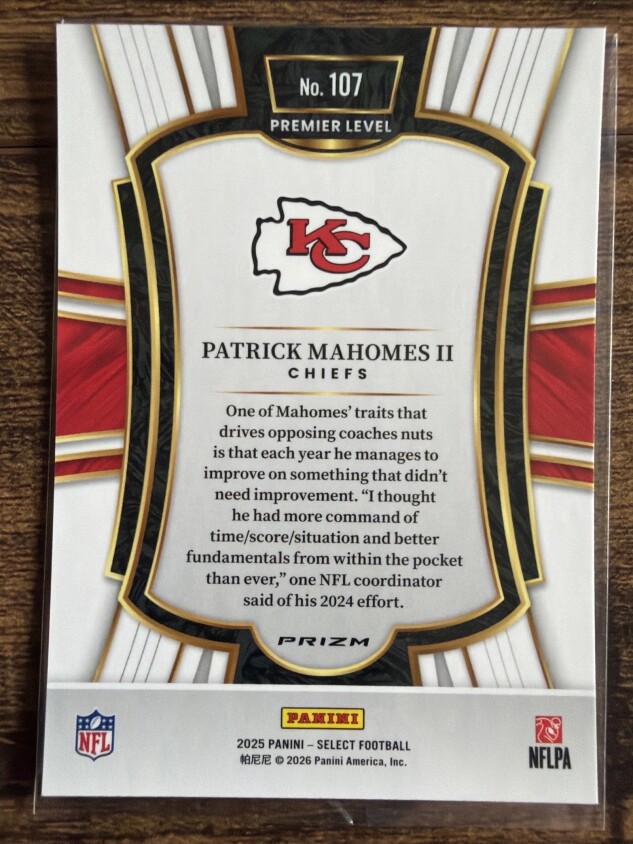 No. 107
PREMIER LEVEL
KC
PATRICK MAHOMES II
CHIEFS
One of Mahomes’ traits that
drives opposing coaches nuts
is that each year he manages to
improve on something that didn’t
need improvement. “I thought
he had more command of
time/score/situation and better
fundamentals from within the pocket
than ever,” one NFL coordinator
said of his 2024 effort.
PRIZM
NFL
PANINI
NFLPA
2025 PANINI – SELECT FOOTBALL
帕尼尼 © 2026 Panini America, Inc.